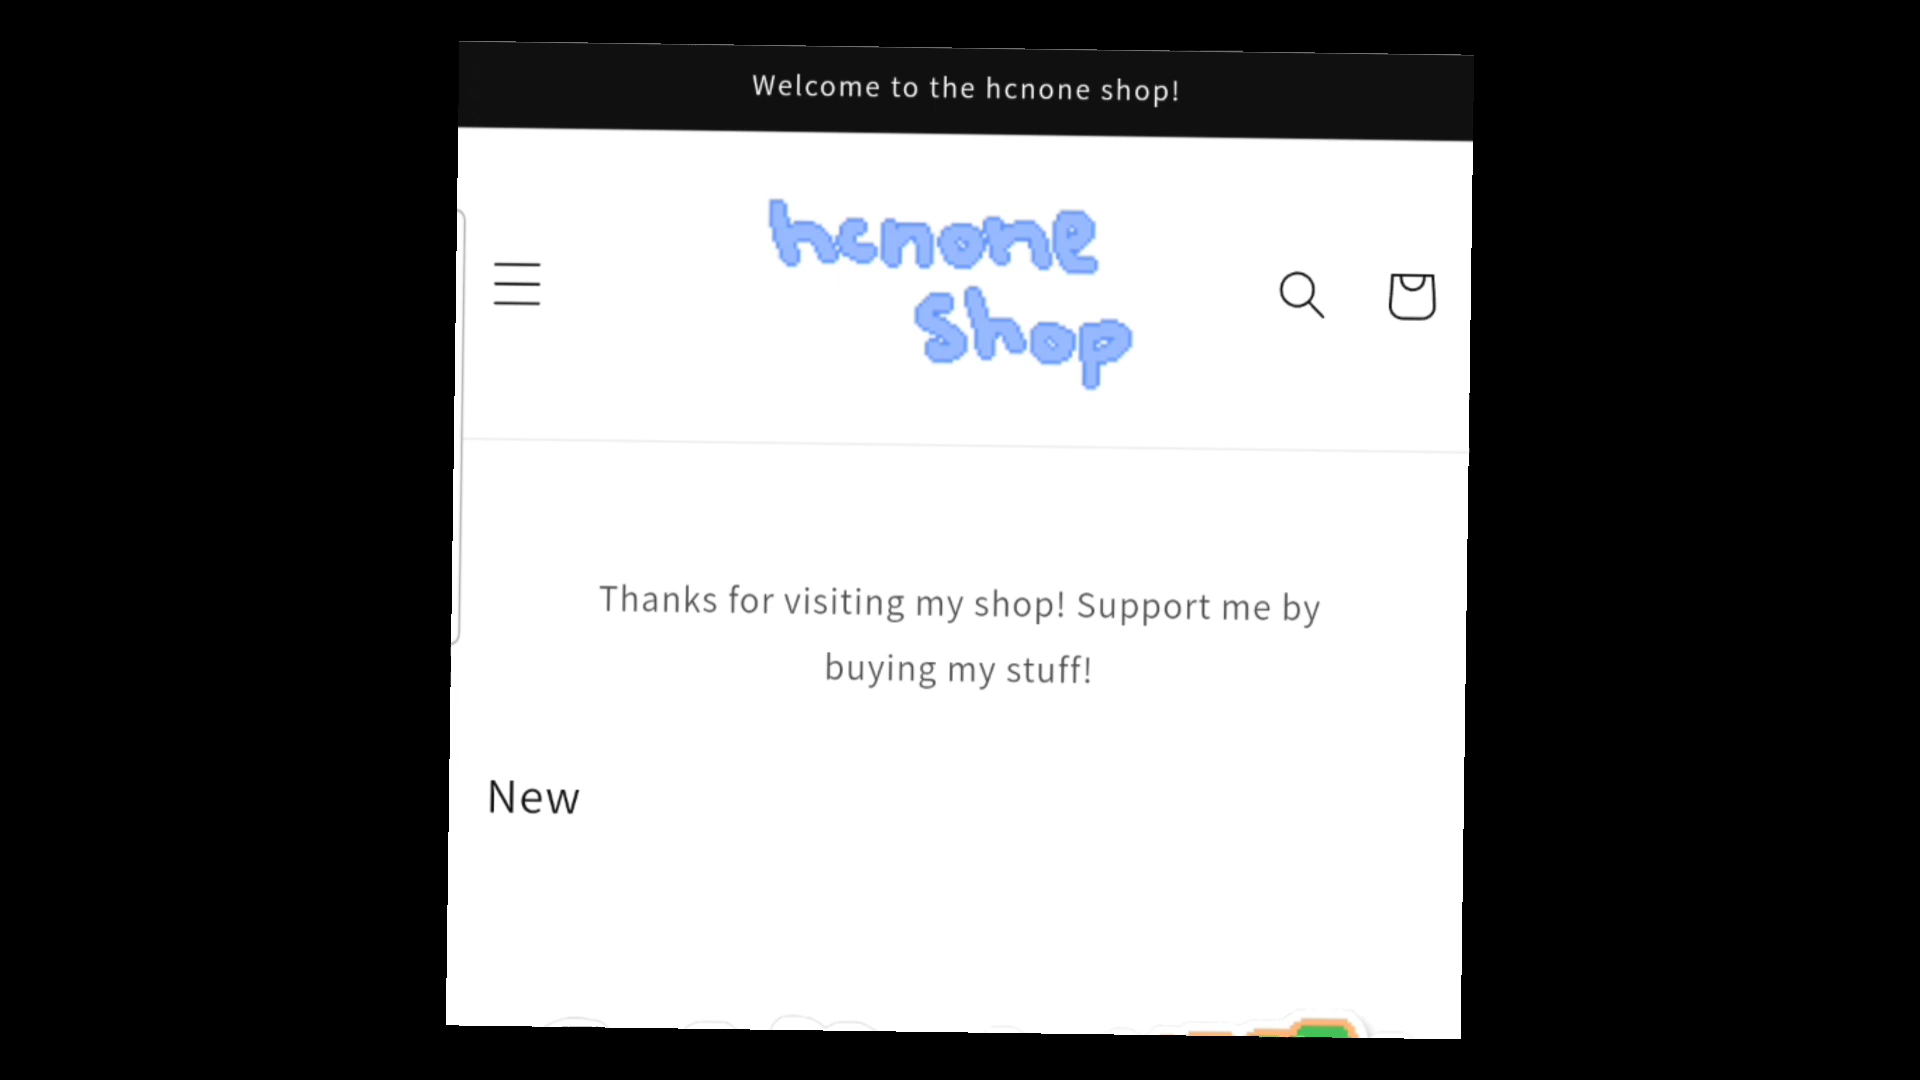 Welcome to the hcnone shop!
hcnone
shop
Thanks for visiting my shop! Support me by
buying my stuff!
New